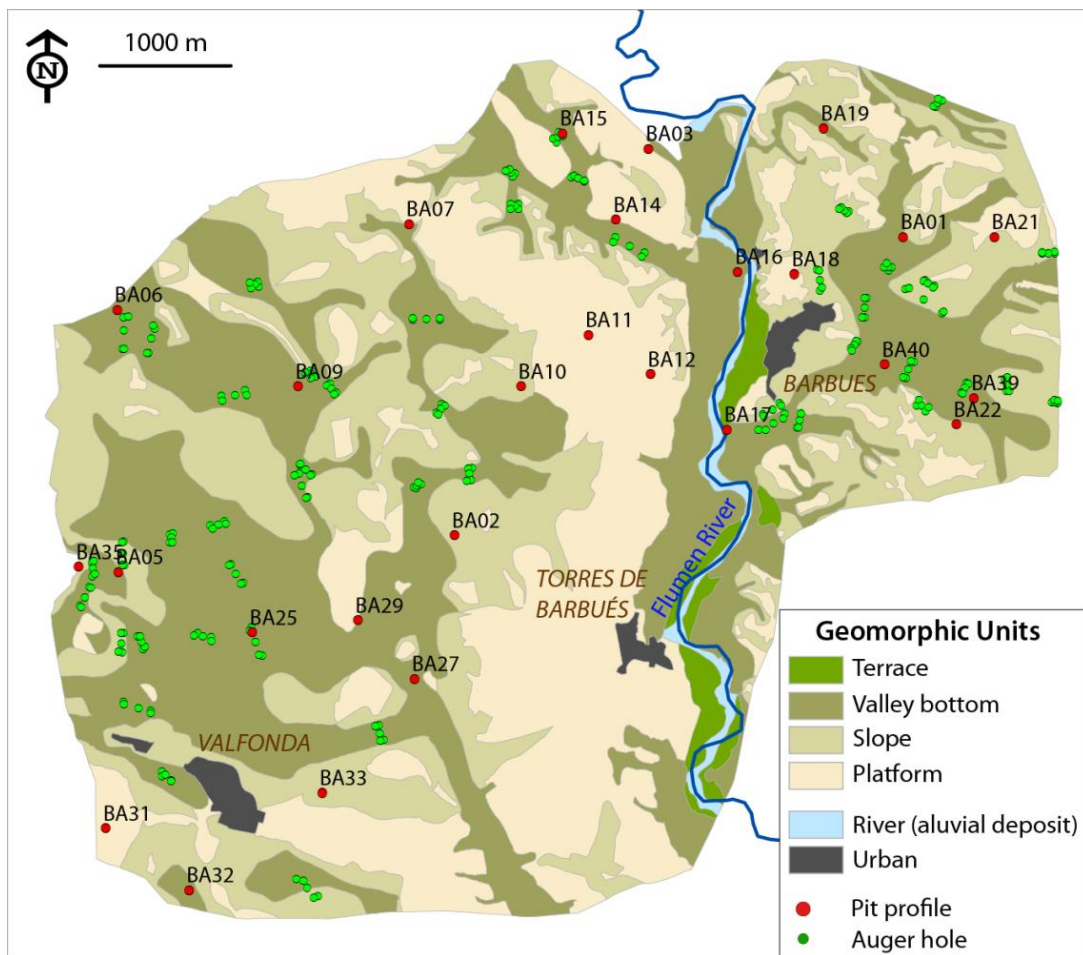 1000 m
N
BA15
BA03
BA19
BA07
BA14
BA01
BA21
BA16
BA18
BA06
BA11
BA12
BA09
BA10
BA40
BARBUES
BA39
BA17
BA22
BA02
Flumen River
BA35
BA05
TORRES DE
BARBUÉS
BA29
BA25
BA27
VALFONDA
BA33
BA31
BA32
Geomorphic Units
Terrace
Valley bottom
Slope
Platform
River (aluvial deposit)
Urban
Pit profile
Auger hole